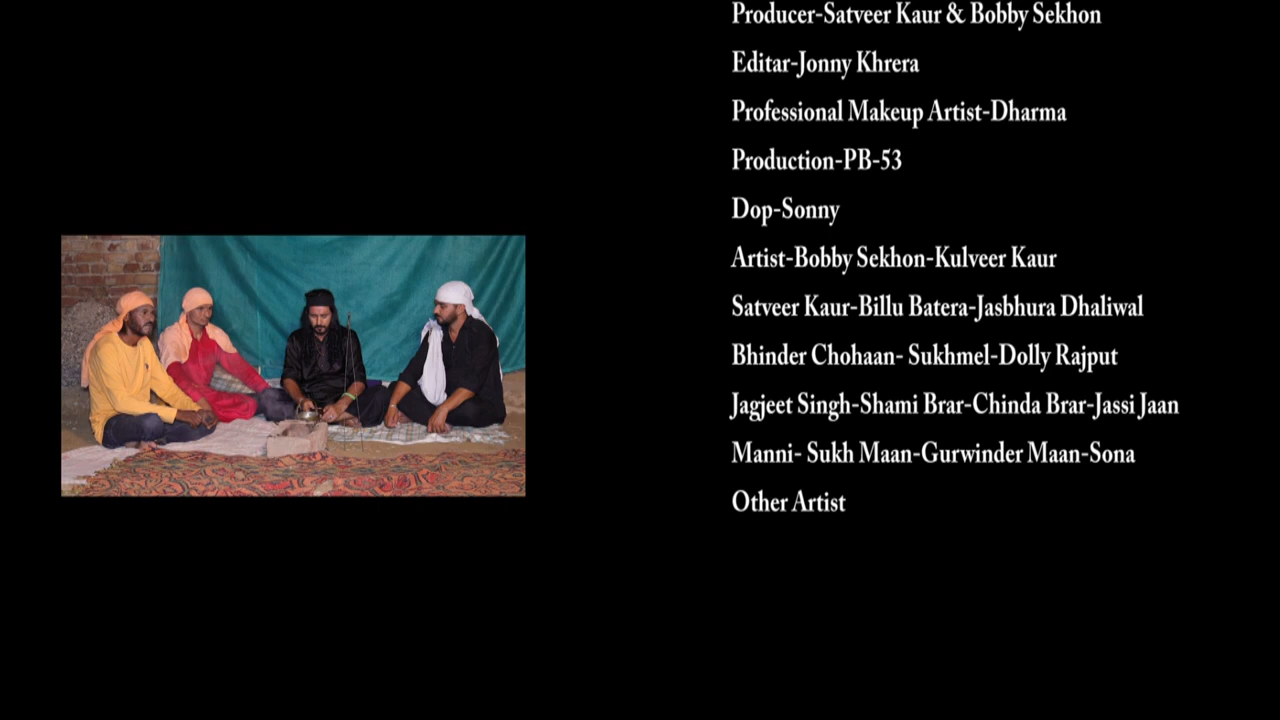 Producer-Satveer Kaur & Bobby Sekhon
Editar-Jonny Khrera
Professional Makeup Artist-Dharma
Production-PB-53
Dop-Sonny
Artist-Bobby Sekhon-Kulveer Kaur
Satveer Kaur-Billu Batera-Jasbhura Dhaliwal
Bhinder Chohaan- Sukhmel-Dolly Rajput
Jagjeet Singh-Shami Brar-Chinda Brar-Jassi Jaan
Manni- Sukh Maan-Gurwinder Maan-Sona
Other Artist